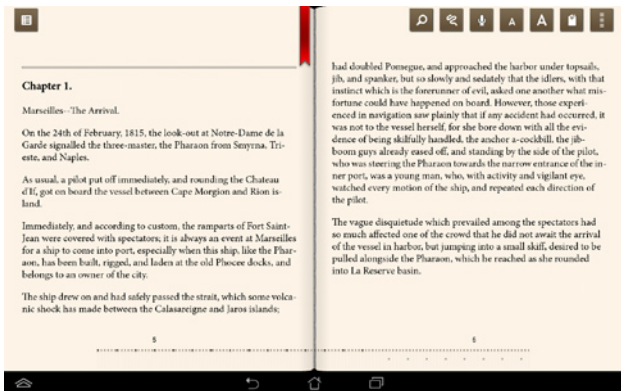 A
A
Chapter 1.
Marseilles--The Arrival.
On the 24th of February, 1815, the look-out at Notre-Dame de la
Garde signalled the three-master, the Pharaon from Smyrna, Tri-
este, and Naples.
As usual, a pilot put off immediately, and rounding the Chateau
d'If, got on board the vessel between Cape Morgion and Rion is-
land.
Immediately, and according to custom, the ramparts of Fort Saint-
Jean were covered with spectators; it is always an event at Marseilles
for a ship to come into port, especially when this ship, like the Phar-
aon, has been built, rigged, and laden at the old Phocee docks, and
belongs to an owner of the city.
The ship drew on and had safely passed the strait, which some volca-
nic shock has made between the Calasareigne and Jaros islands;
5
had doubled Pomegue, and approached the harbor under topsails,
jib, and spanker, but so slowly and sedately that the idlers, with that
instinct which is the forerunner of evil, asked one another what mis-
fortune could have happened on board. However, those experi-
enced in navigation saw plainly that if any accident had occurred, it
was not to the vessel herself, for she bore down with all the evi-
dence of being skilfully handled, the anchor a-cockbill, the jib-
boom guys already eased off, and standing by the side of the pilot,
who was steering the Pharaon towards the narrow entrance of the in-
ner port, was a young man, who, with activity and vigilant eye,
watched every motion of the ship, and repeated each direction of
the pilot.
The vague disquietude which prevailed among the spectators had
so much affected one of the crowd that he did not await the arrival
of the vessel in harbor, but jumping into a small skiff, desired to be
pulled alongside the Pharaon, which he reached as she rounded
into La Reserve basin.
6